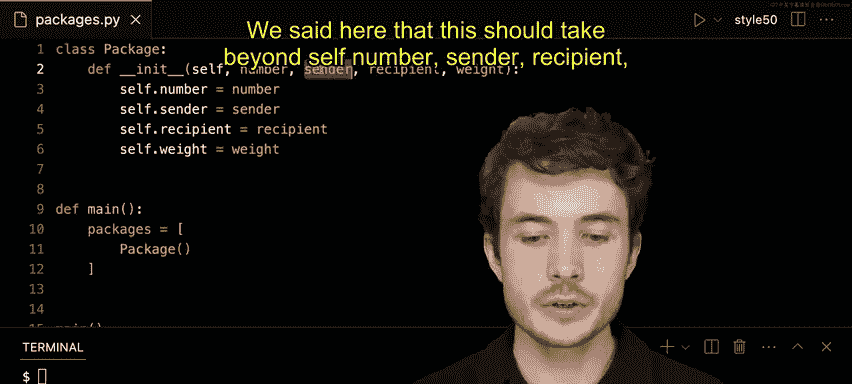 We said here that this should take
beyond self number, sender, recipient,
packages.py
style50
1 class Package:
2 def __init__(self, number, sender, recipient, weight):
3 self.number = number
4 self.sender = sender
5 self.recipient = recipient
6 self.weight = weight
7
8
9 def main():
10 packages = [
11 Package()
12 ]
13
14
15 main()
TERMINAL
$